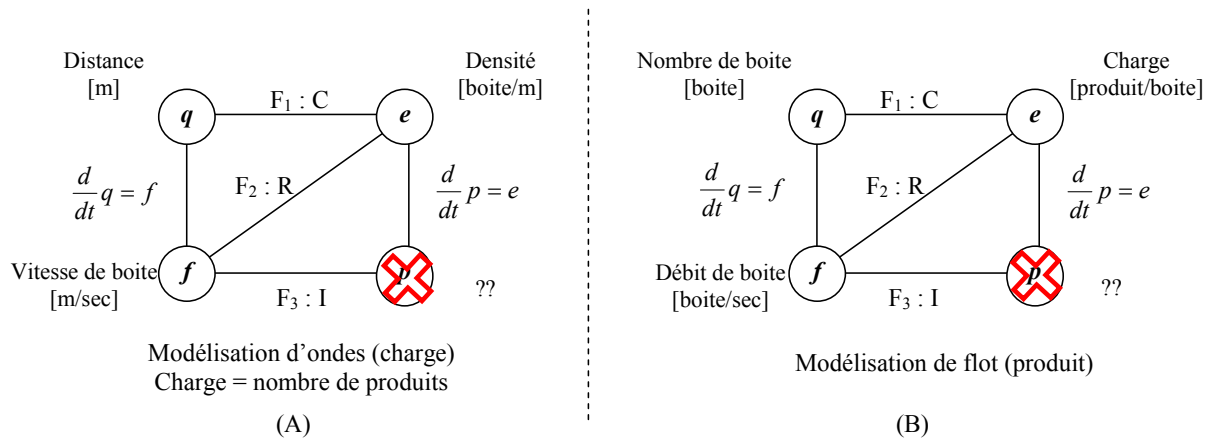 Distance
[m]
Densité
[boite/m]
q
F₁ : C
e
d/dt q = f
F₂ : R
d/dt p = e
Vitesse de boite
[m/sec]
f
F₃ : I
p
??
Modélisation d’ondes (charge)
Charge = nombre de produits
(A)
Nombre de boite
[boite]
Charge
[produit/boite]
q
F₁ : C
e
d/dt q = f
F₂ : R
d/dt p = e
Débit de boite
[boite/sec]
f
F₃ : I
p
??
Modélisation de flot (produit)
(B)